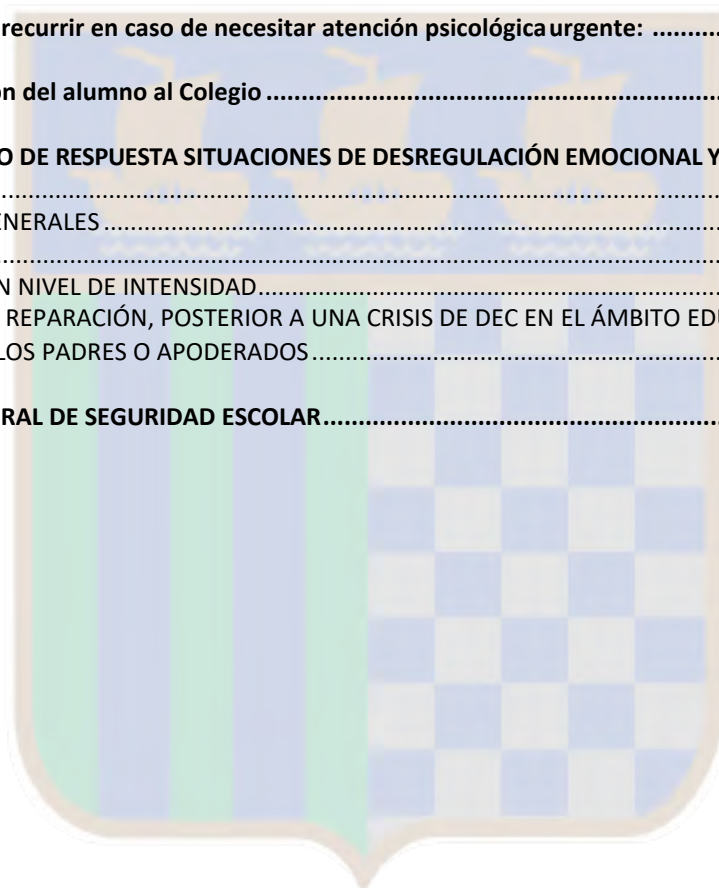 recurrir en caso de necesitar atención psicológica urgente: ..........
ón del alumno al Colegio ..........................................................................
O DE RESPUESTA SITUACIONES DE DESREGULACIÓN EMOCIONAL Y
..........................................................................................
ENERALES ..........................................................................................
..........................................................................................
N NIVEL DE INTENSIDAD..........................................................................
REPARACIÓN, POSTERIOR A UNA CRISIS DE DEC EN EL ÁMBITO EDU
LOS PADRES O APODERADOS ................................................................
RAL DE SEGURIDAD ESCOLAR................................................................